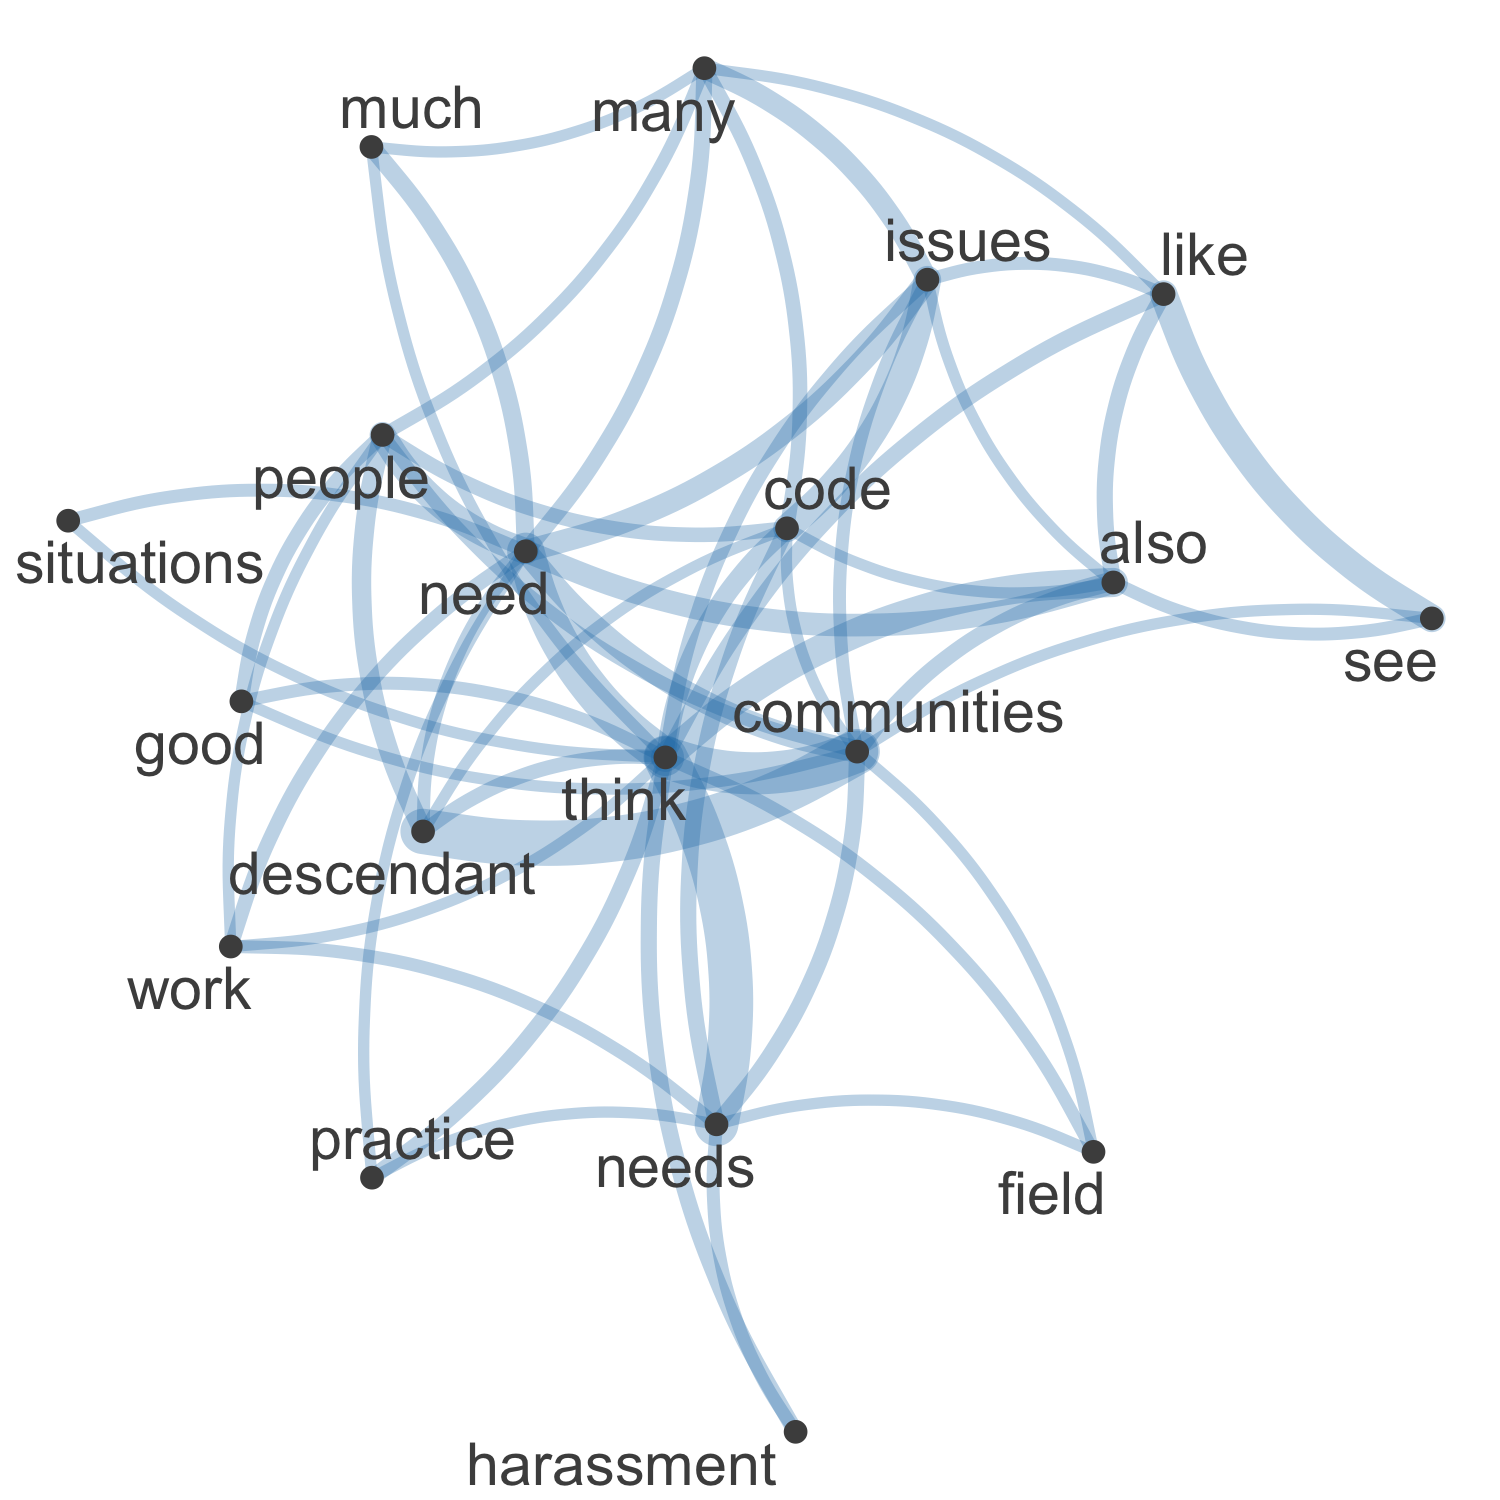 much
many
issues
like
people
code
situations
also
need
see
good
communities
think
descendant
work
practice
needs
field
harassment